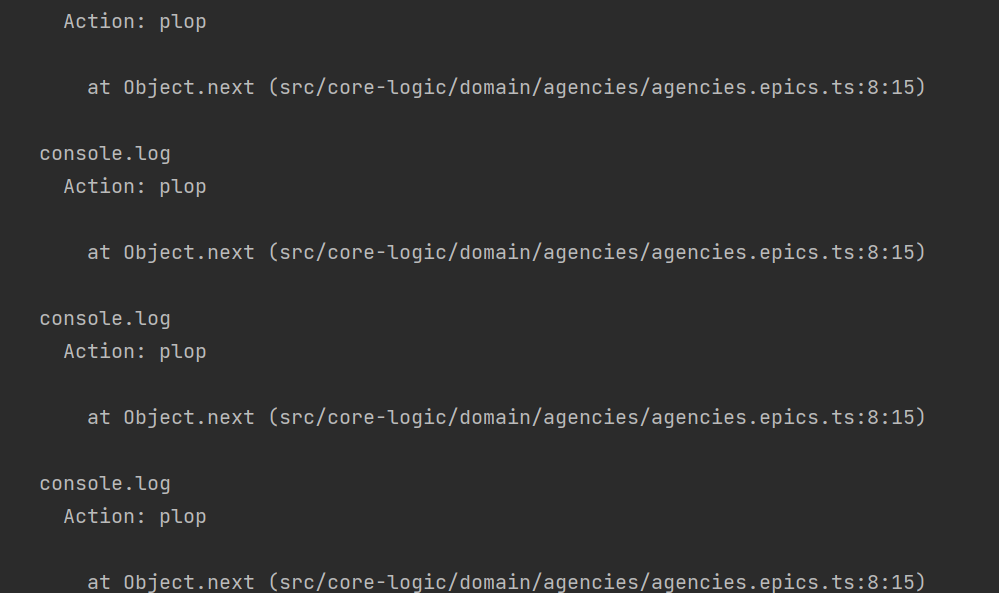 Action: plop
at Object.next (src/core-logic/domain/agencies/agencies.epics.ts:8:15)
console.log
Action: plop
at Object.next (src/core-logic/domain/agencies/agencies.epics.ts:8:15)
console.log
Action: plop
at Object.next (src/core-logic/domain/agencies/agencies.epics.ts:8:15)
console.log
Action: plop
at Object.next (src/core-logic/domain/agencies/agencies.epics.ts:8:15)